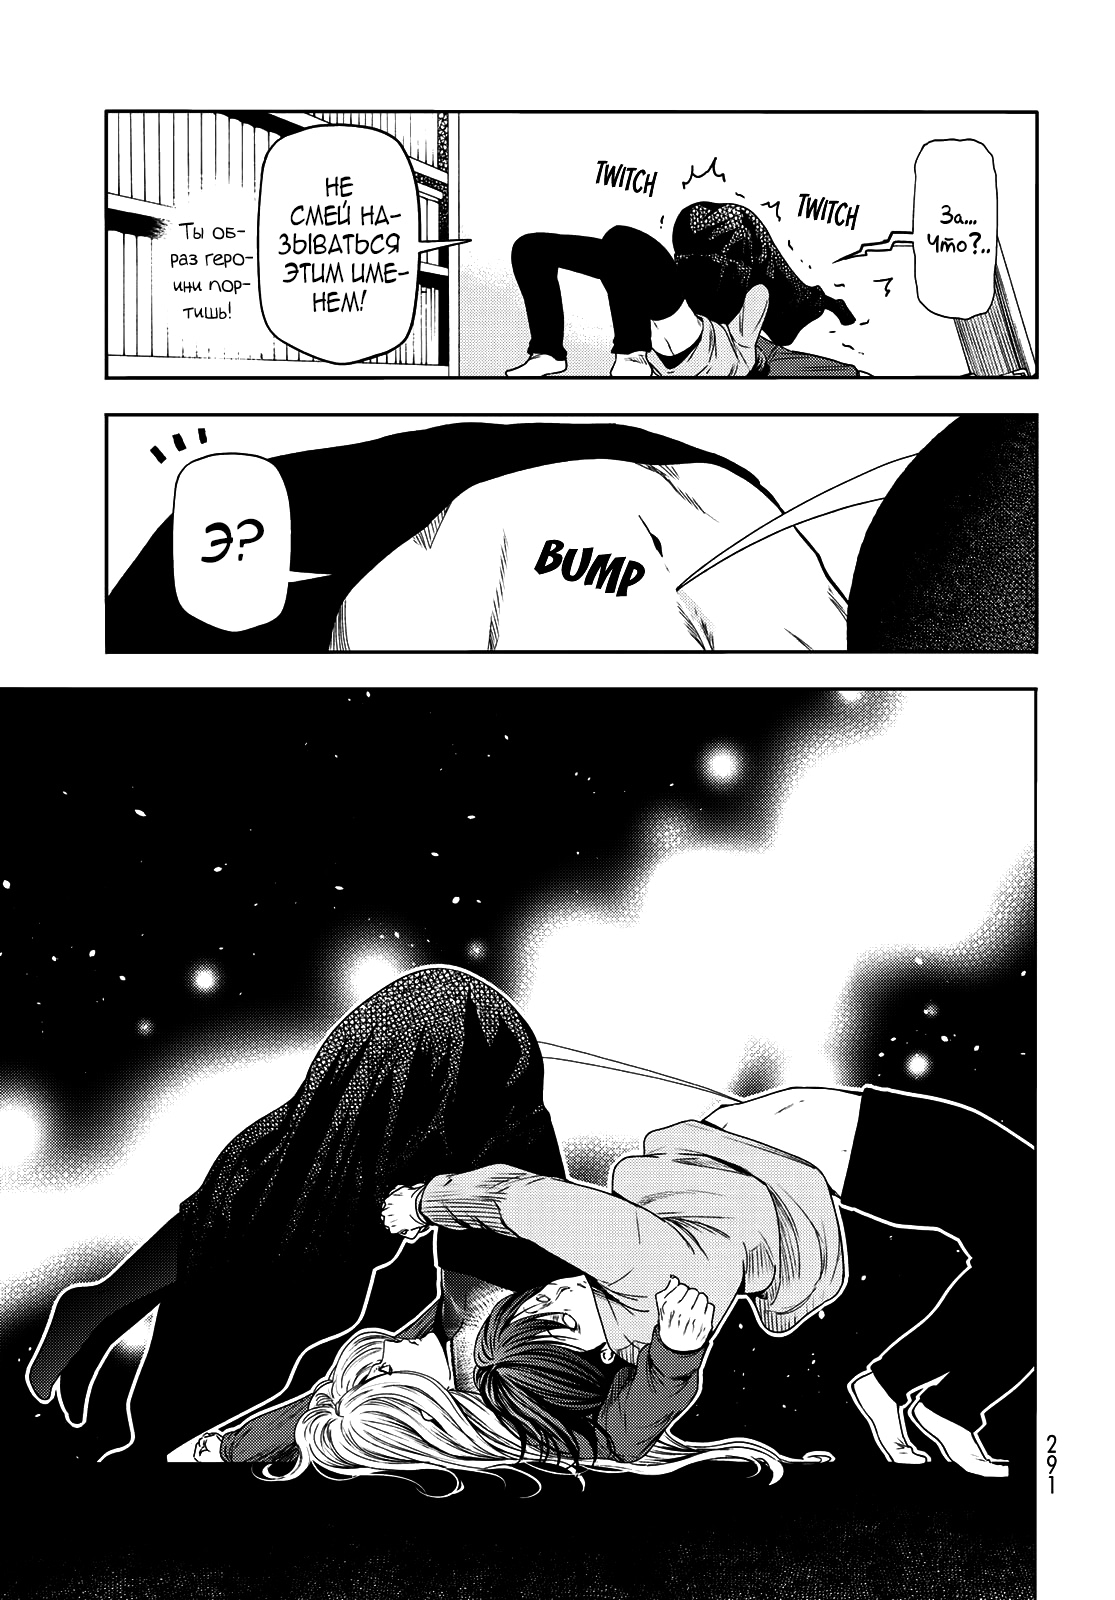 НЕ
СМЕЙ НА-
ЗЫВАТЬСЯ
ЭТИМ ИМЕ-
НЕМ!
Ты об-
раз геро-
ини пор-
тишь!
TWITCH
TWITCH
За...
Что?..
Э?
BUMP
291